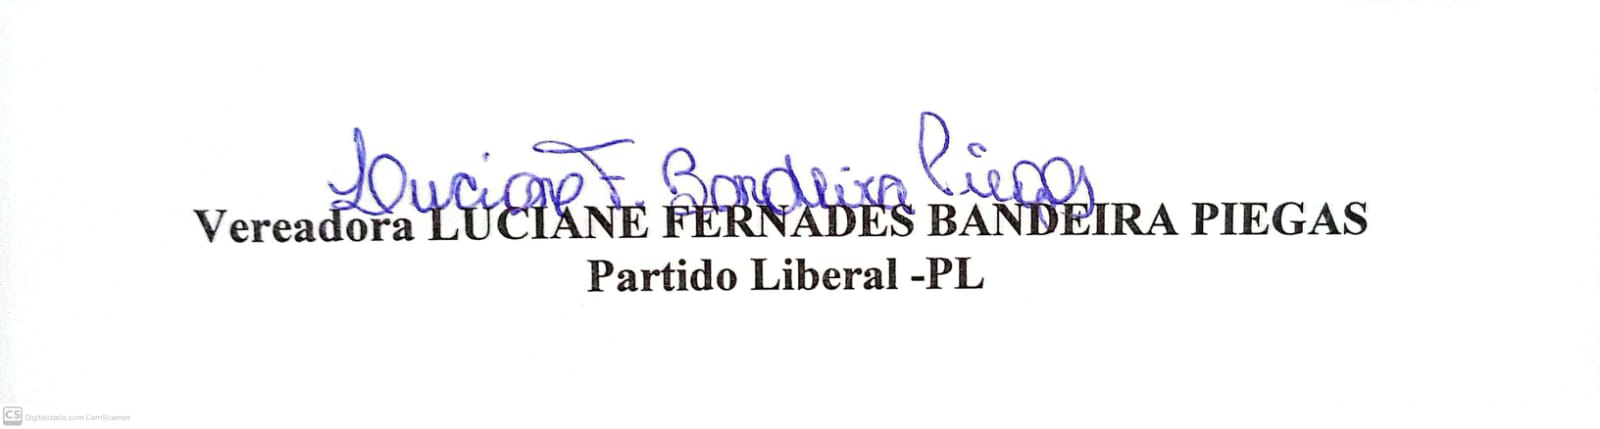 Luciane F. Bandeira Piegas
Vereadora LUCIANE FERNADES BANDEIRA PIEGAS
Partido Liberal -PL
CS Digitalizado com CamScanner